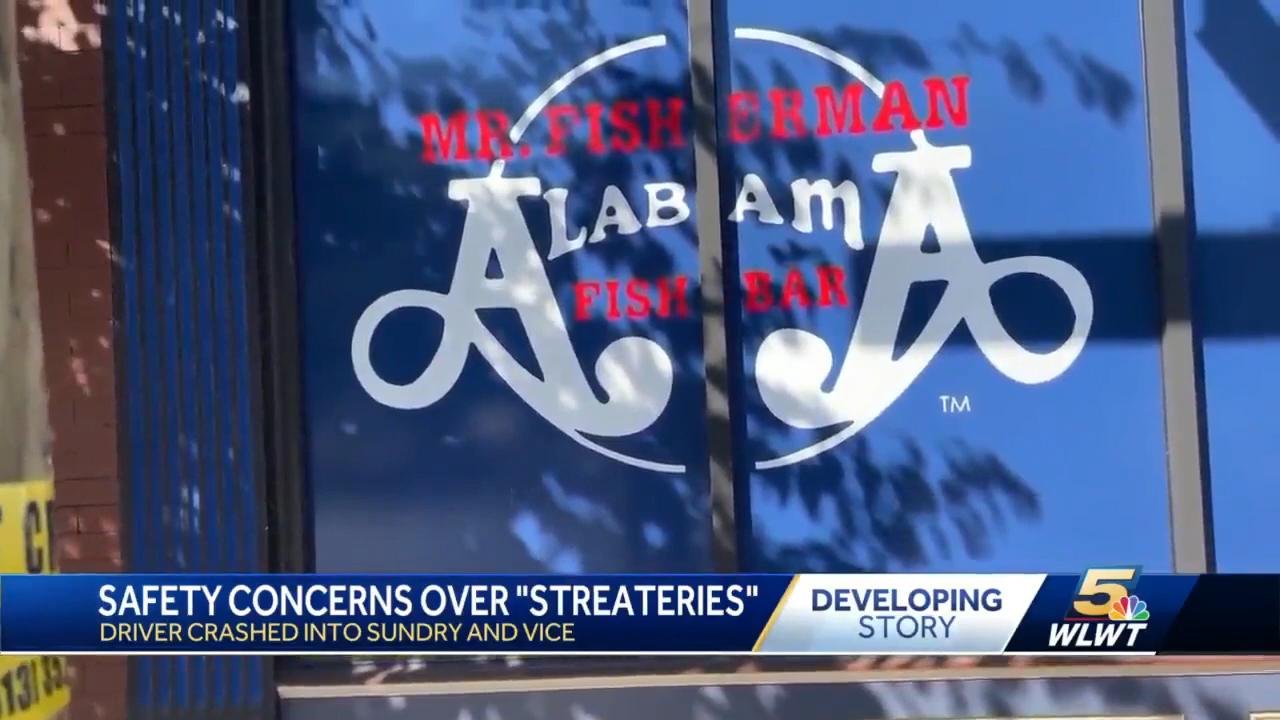 MR. FISHERMAN
ALABAMA
FISH BAR
TM
SAFETY CONCERNS OVER "STREATERIES"
DRIVER CRASHED INTO SUNDRY AND VICE
DEVELOPING
STORY
5
WLWT